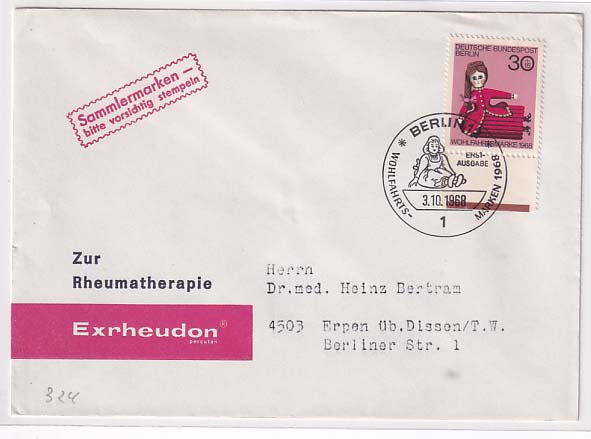 Sammlermarken –
bitte vorsichtig stempeln
DEUTSCHE BUNDESPOST
BERLIN
30
WOHLFAHRTSMARKE 1968
BERLIN 12
ERST-
AUSGABE
WOHLFAHRTS-
MARKEN 1968
3.10.1968
1
Zur
Rheumatherapie
Exrheudon®
percutan
Herrn
Dr.med. Heinz Bertram
4503 Erpen üb.Dissen/T.W.
Berliner Str. 1
324